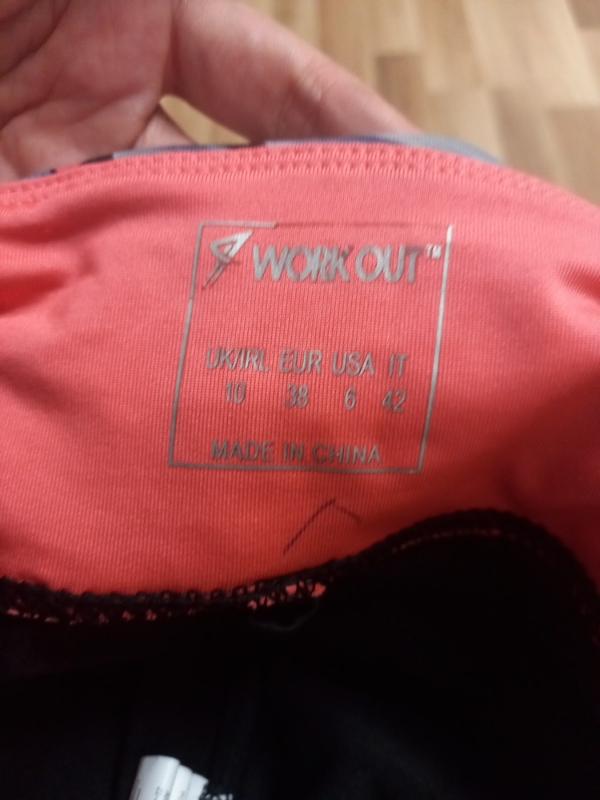 WORK OUT™
UK/IRL EUR USA IT
10 38 6 42
MADE IN CHINA